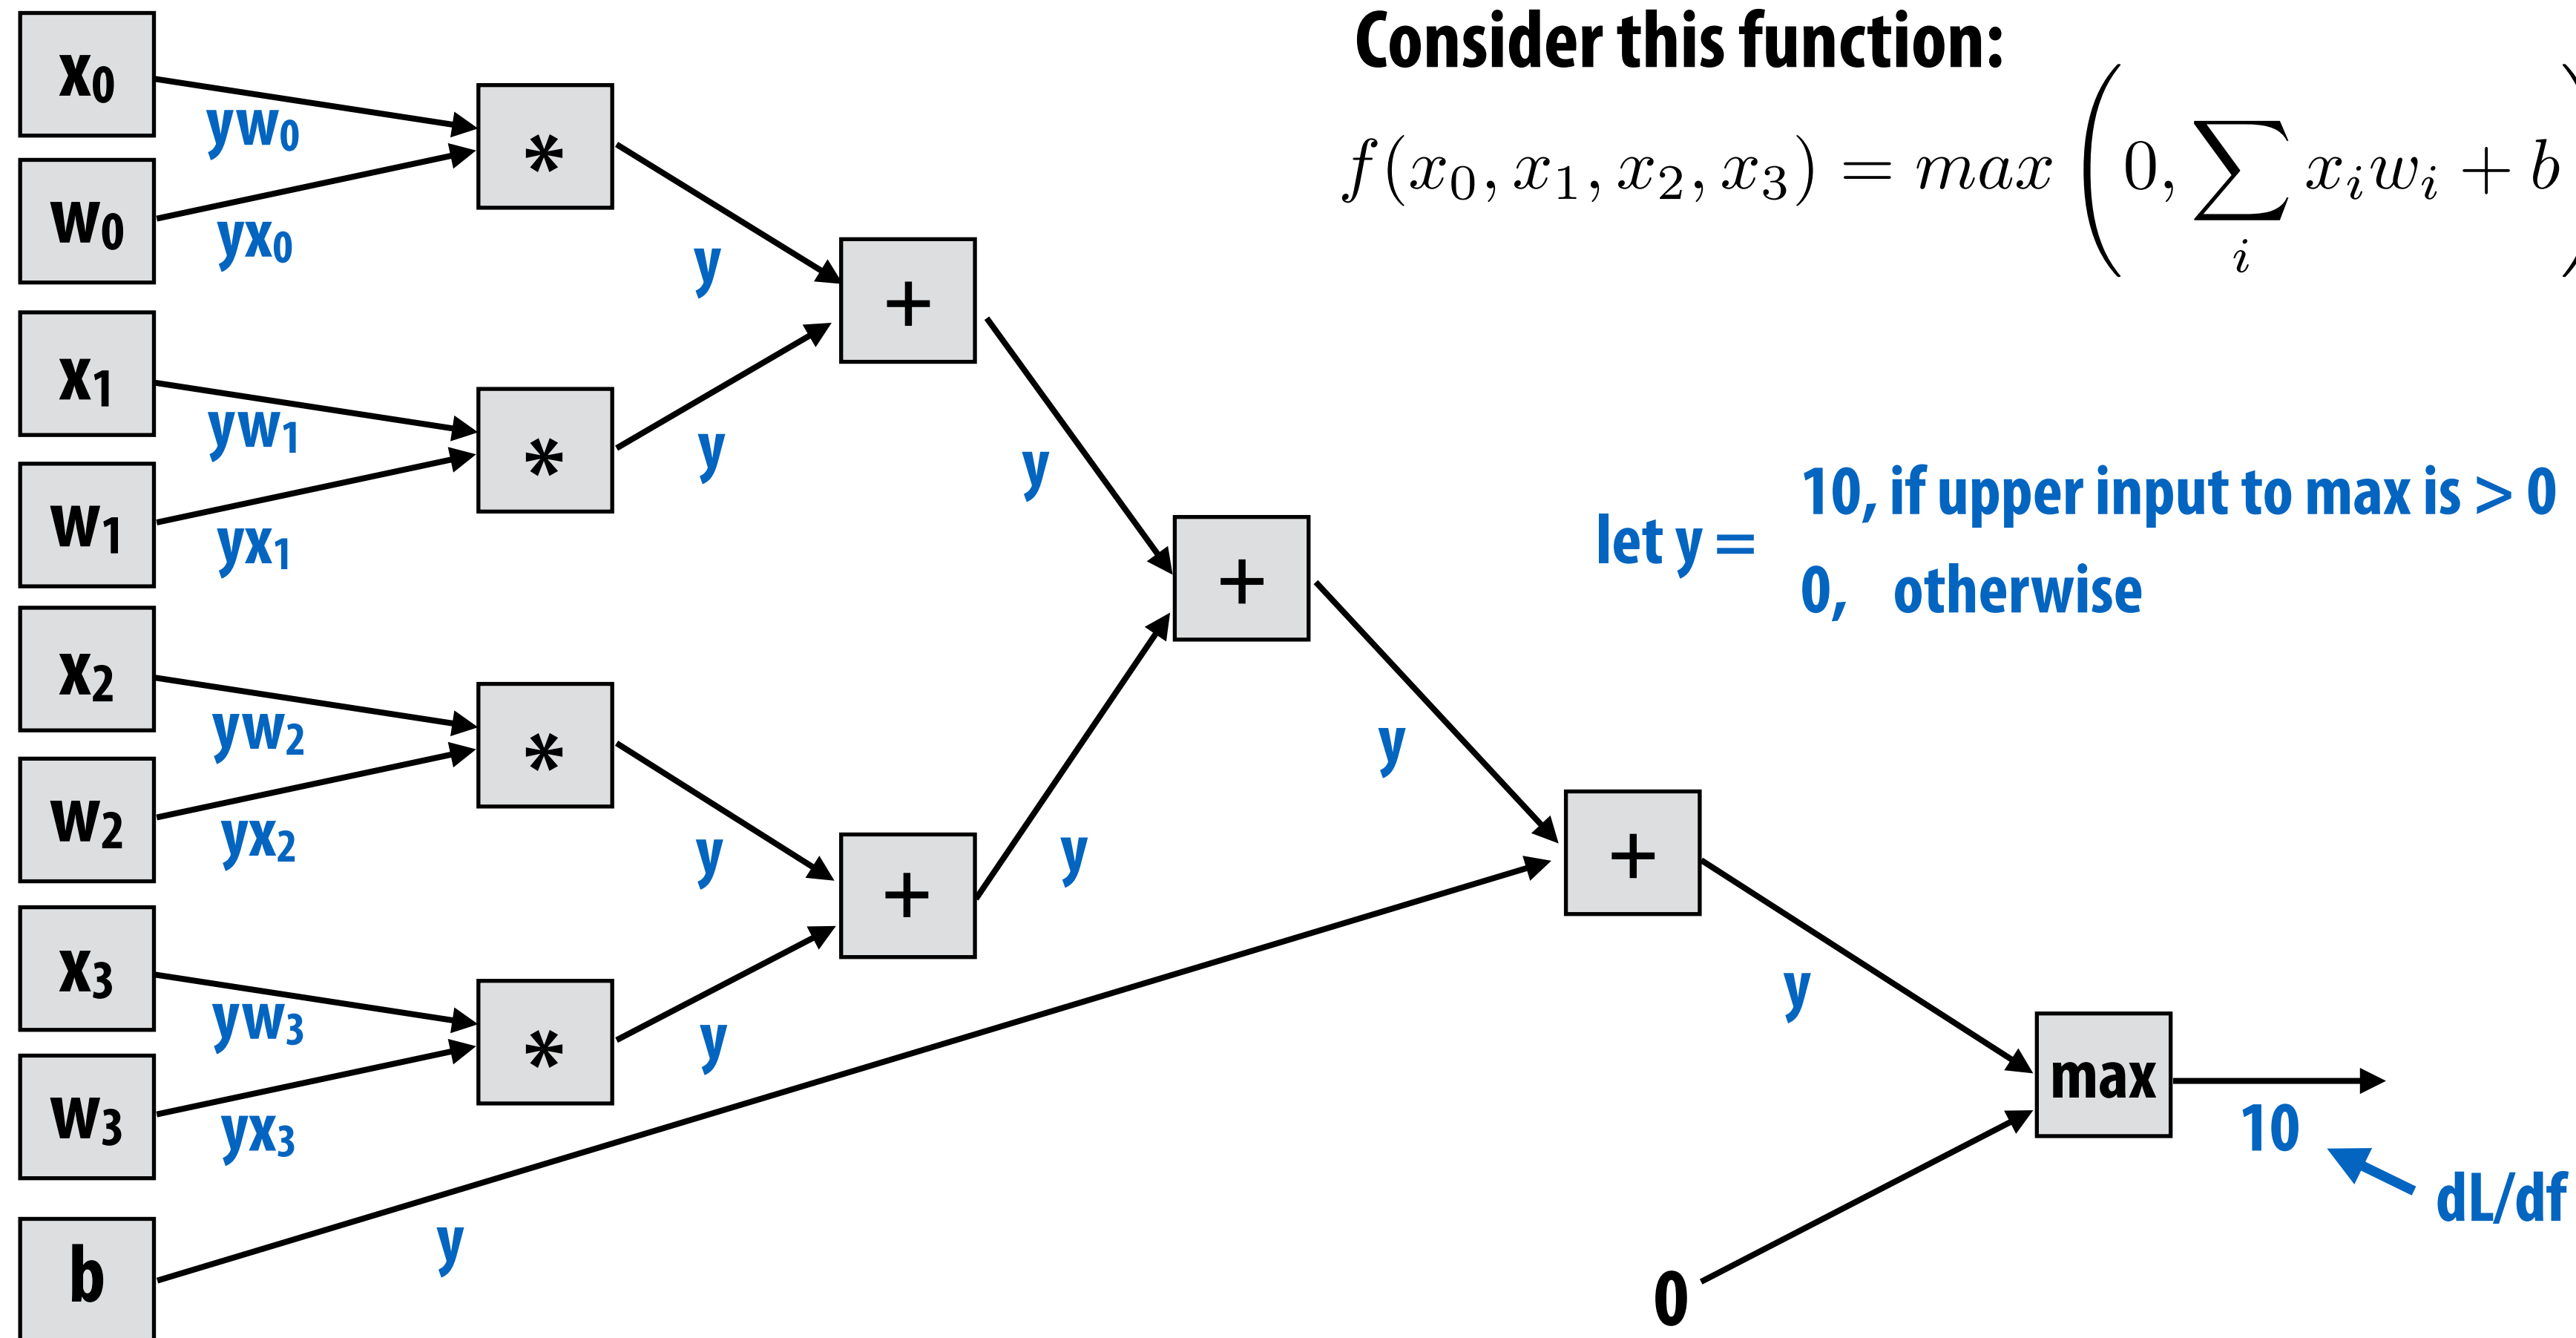 Consider this function:
f(x₀, x₁, x₂, x₃) = max (0, ∑ᵢ xᵢwᵢ + b)
x₀
yw₀
*
w₀
yx₀
y
+
x₁
yw₁
*
y
w₁
yx₁
y
+
let y =
10, if upper input to max is > 0
0, otherwise
x₂
yw₂
*
y
w₂
yx₂
y
+
y
+
x₃
yw₃
*
y
w₃
yx₃
y
max
10
dL/df
b
y
0